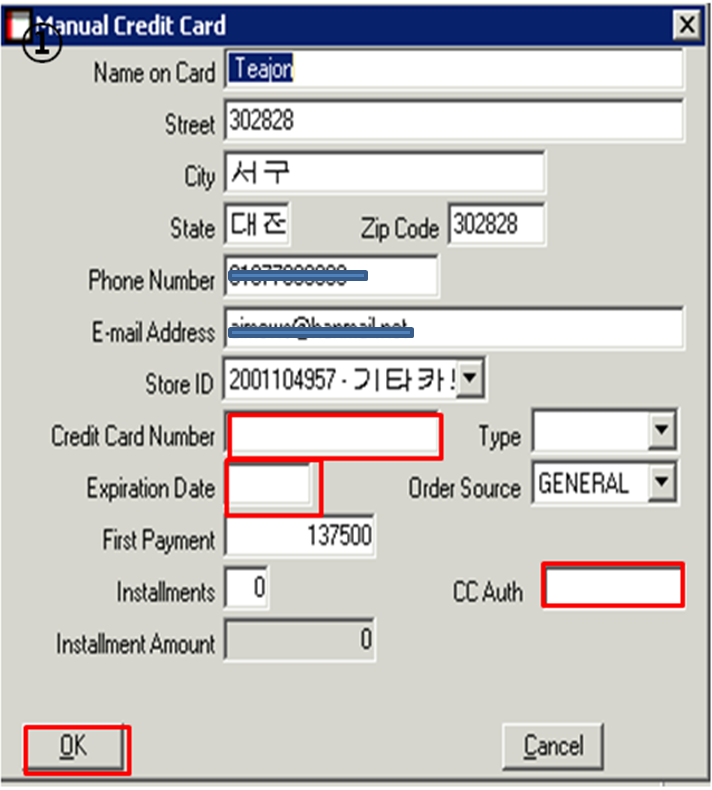 Manual Credit Card
①
Name on Card Teajon
Street 302828
City 서구
State 대전 Zip Code 302828
Phone Number
E-mail Address
Store ID 2001104957 - 기타카!
Credit Card Number Type
Expiration Date Order Source GENERAL
First Payment 137500
Installments 0 CC Auth
Installment Amount 0
OK Cancel